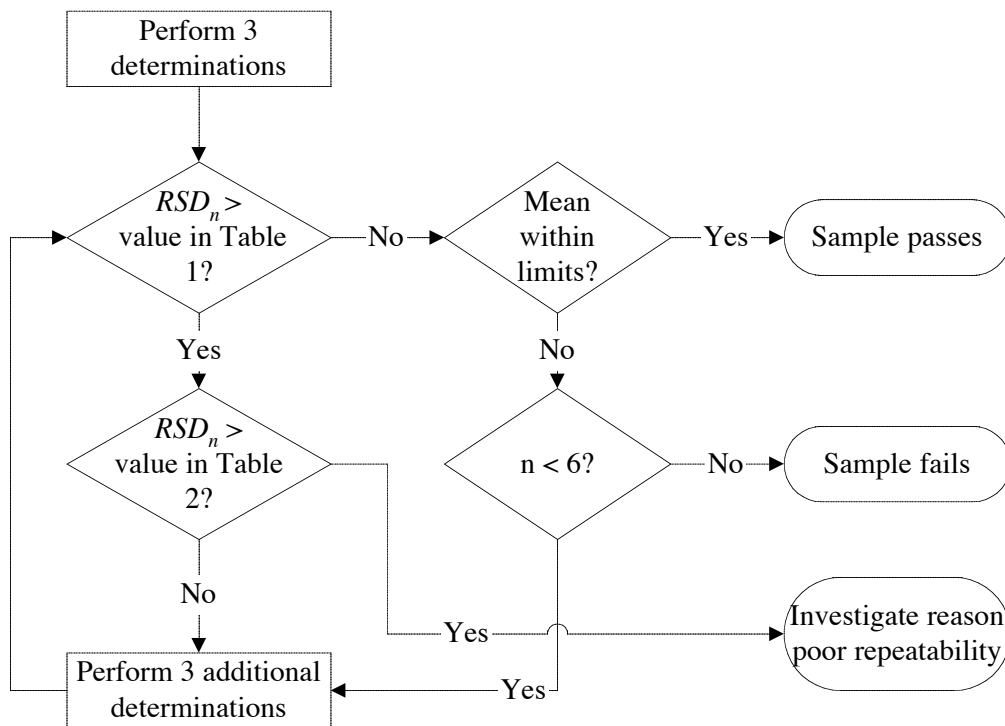 Perform 3
determinations
RSDn >
value in Table
1?
No
Mean
within
limits?
Yes
Sample passes
Yes
No
RSDn >
value in Table
2?
n < 6?
No
Sample fails
No
Yes
Investigate reason
poor repeatability
Perform 3 additional
determinations
Yes